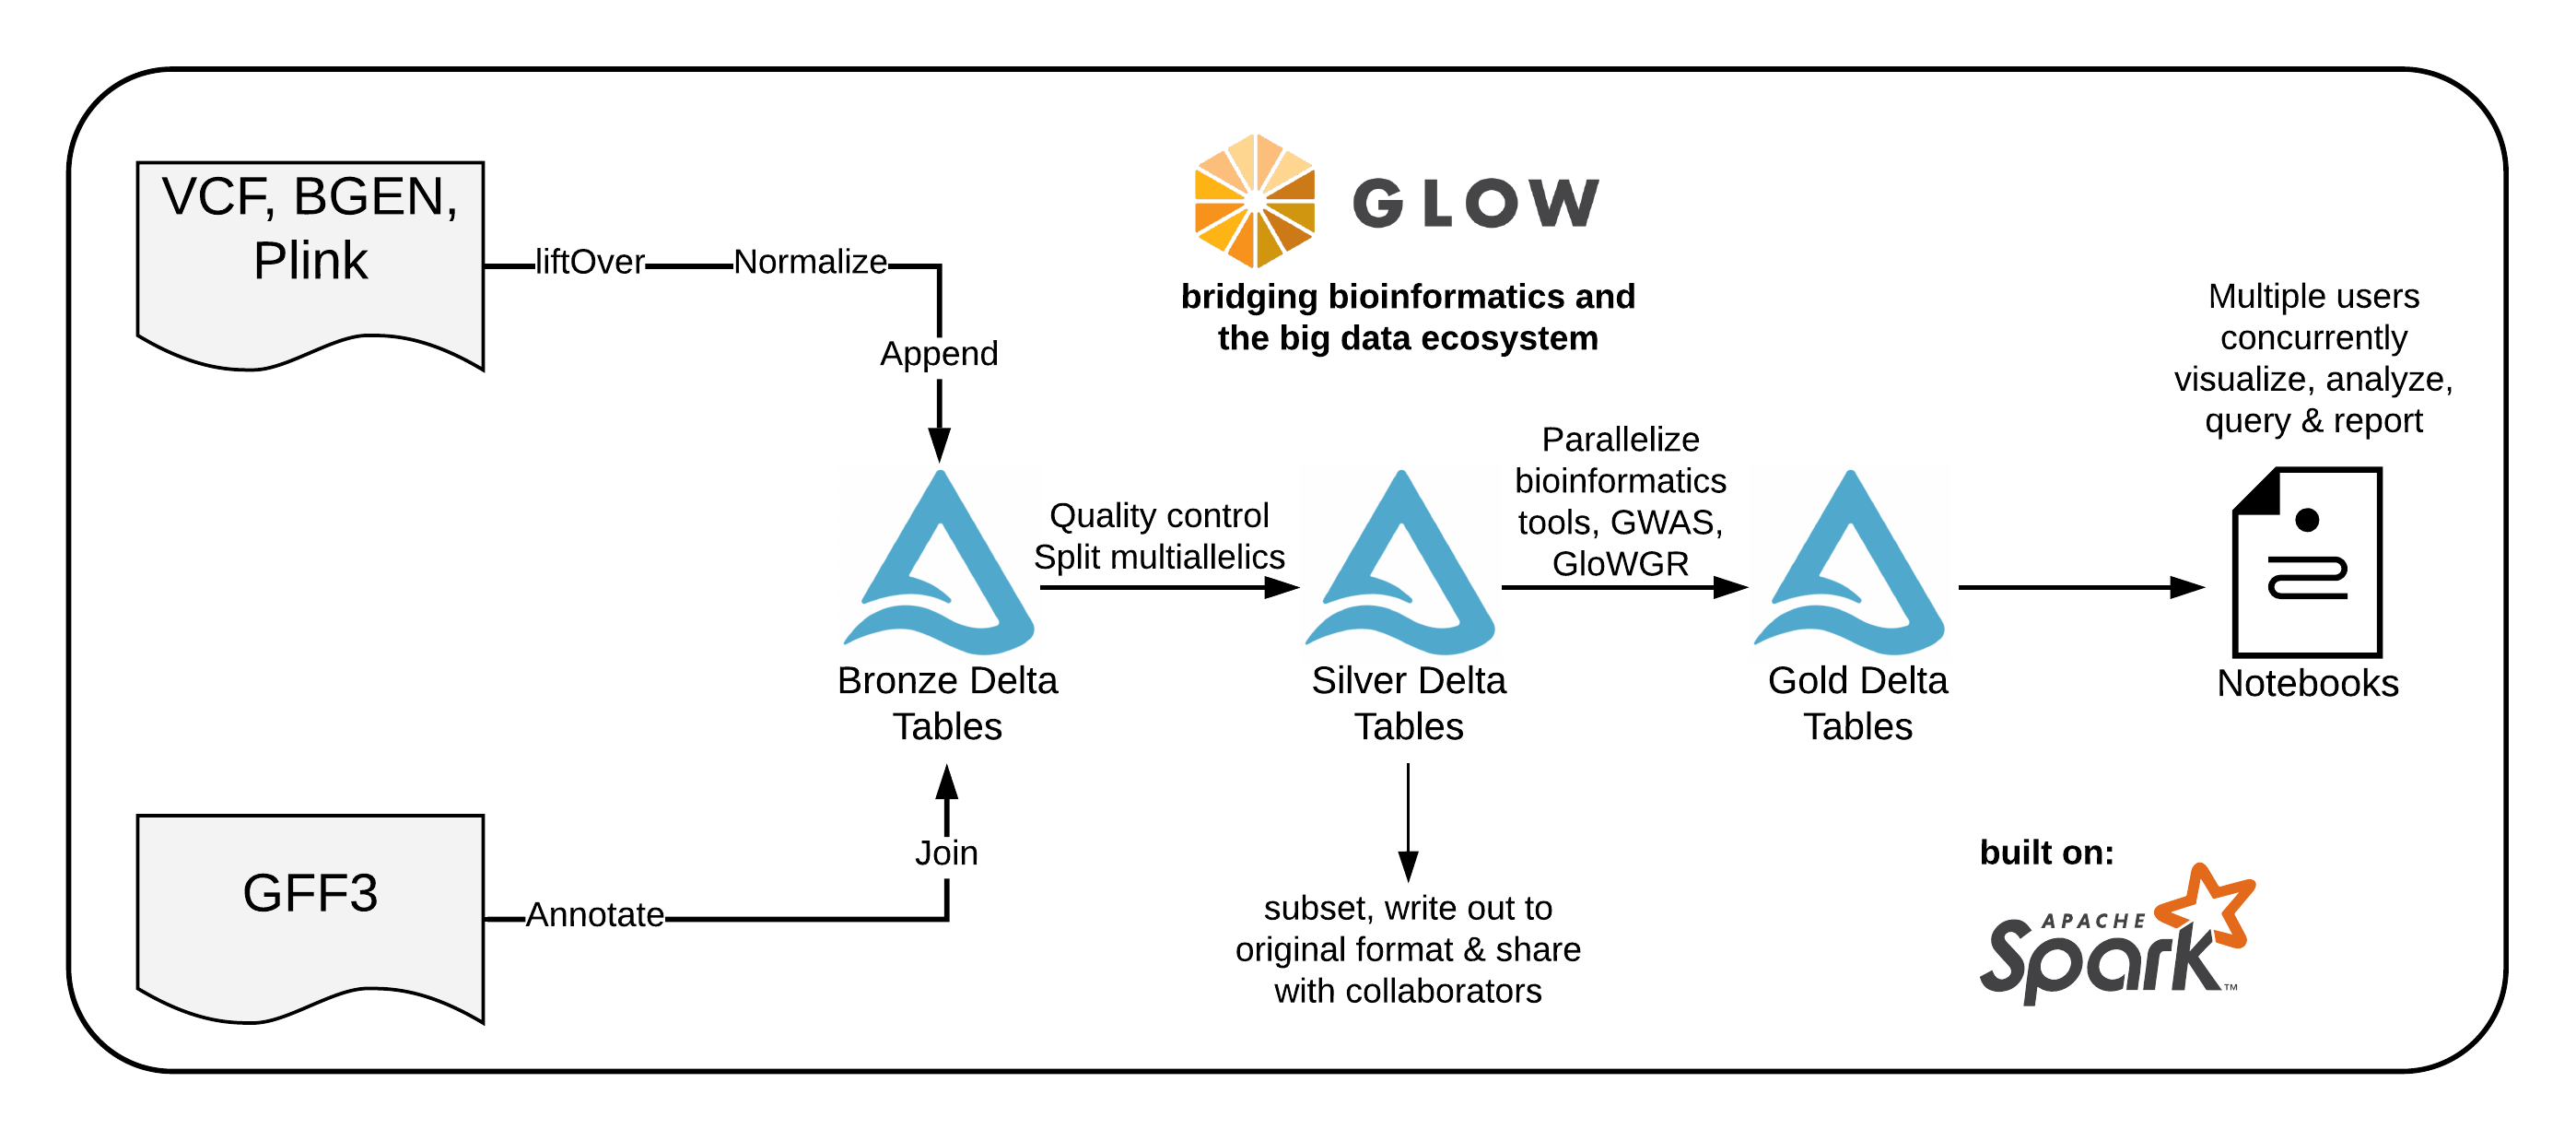 VCF, BGEN,
Plink
liftOver
Normalize
Append
GLOW
bridging bioinformatics and
the big data ecosystem
Multiple users
concurrently
visualize, analyze,
query & report
Quality control
Split multiallelics
Parallelize
bioinformatics
tools, GWAS,
GloWGR
Bronze Delta
Tables
Silver Delta
Tables
Gold Delta
Tables
Notebooks
GFF3
Annotate
Join
subset, write out to
original format & share
with collaborators
built on:
APACHE
Spark™